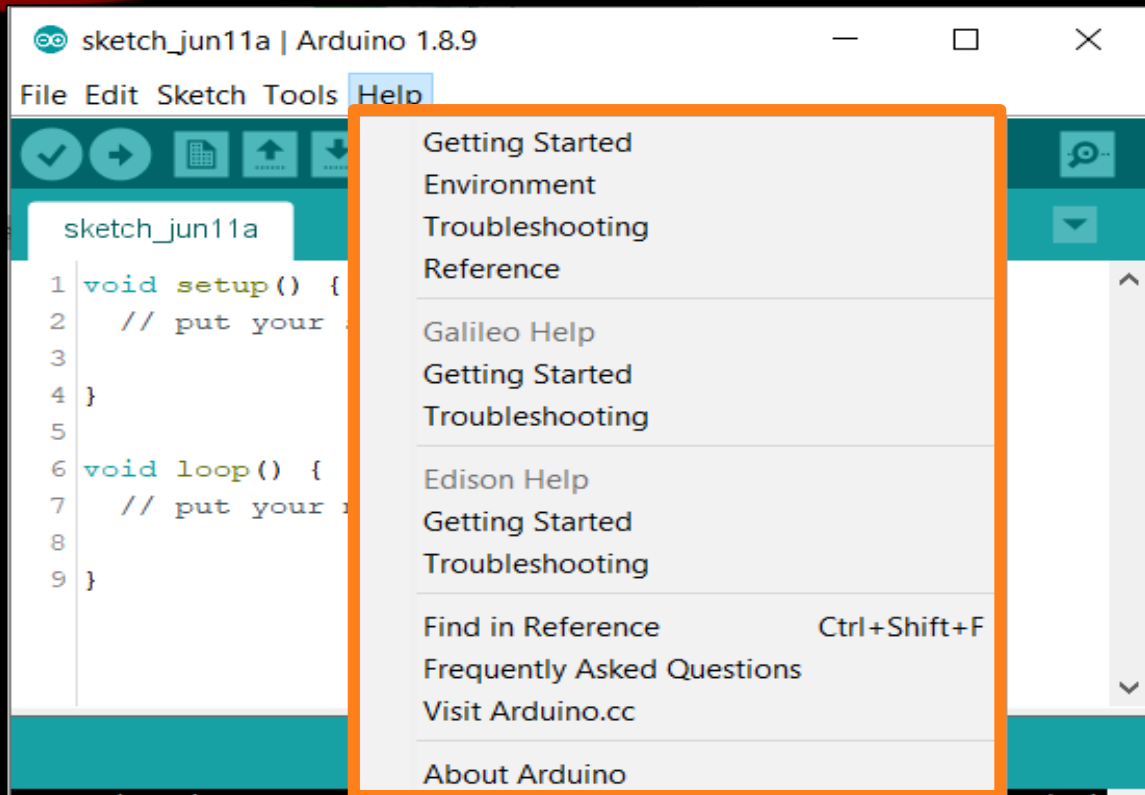 sketch_jun11a | Arduino 1.8.9
File Edit Sketch Tools Help
sketch_jun11a
1 void setup() {
2 // put your
3
4 }
5
6 void loop() {
7 // put your
8
9 }
Getting Started
Environment
Troubleshooting
Reference
Galileo Help
Getting Started
Troubleshooting
Edison Help
Getting Started
Troubleshooting
Find in Reference Ctrl+Shift+F
Frequently Asked Questions
Visit Arduino.cc
About Arduino